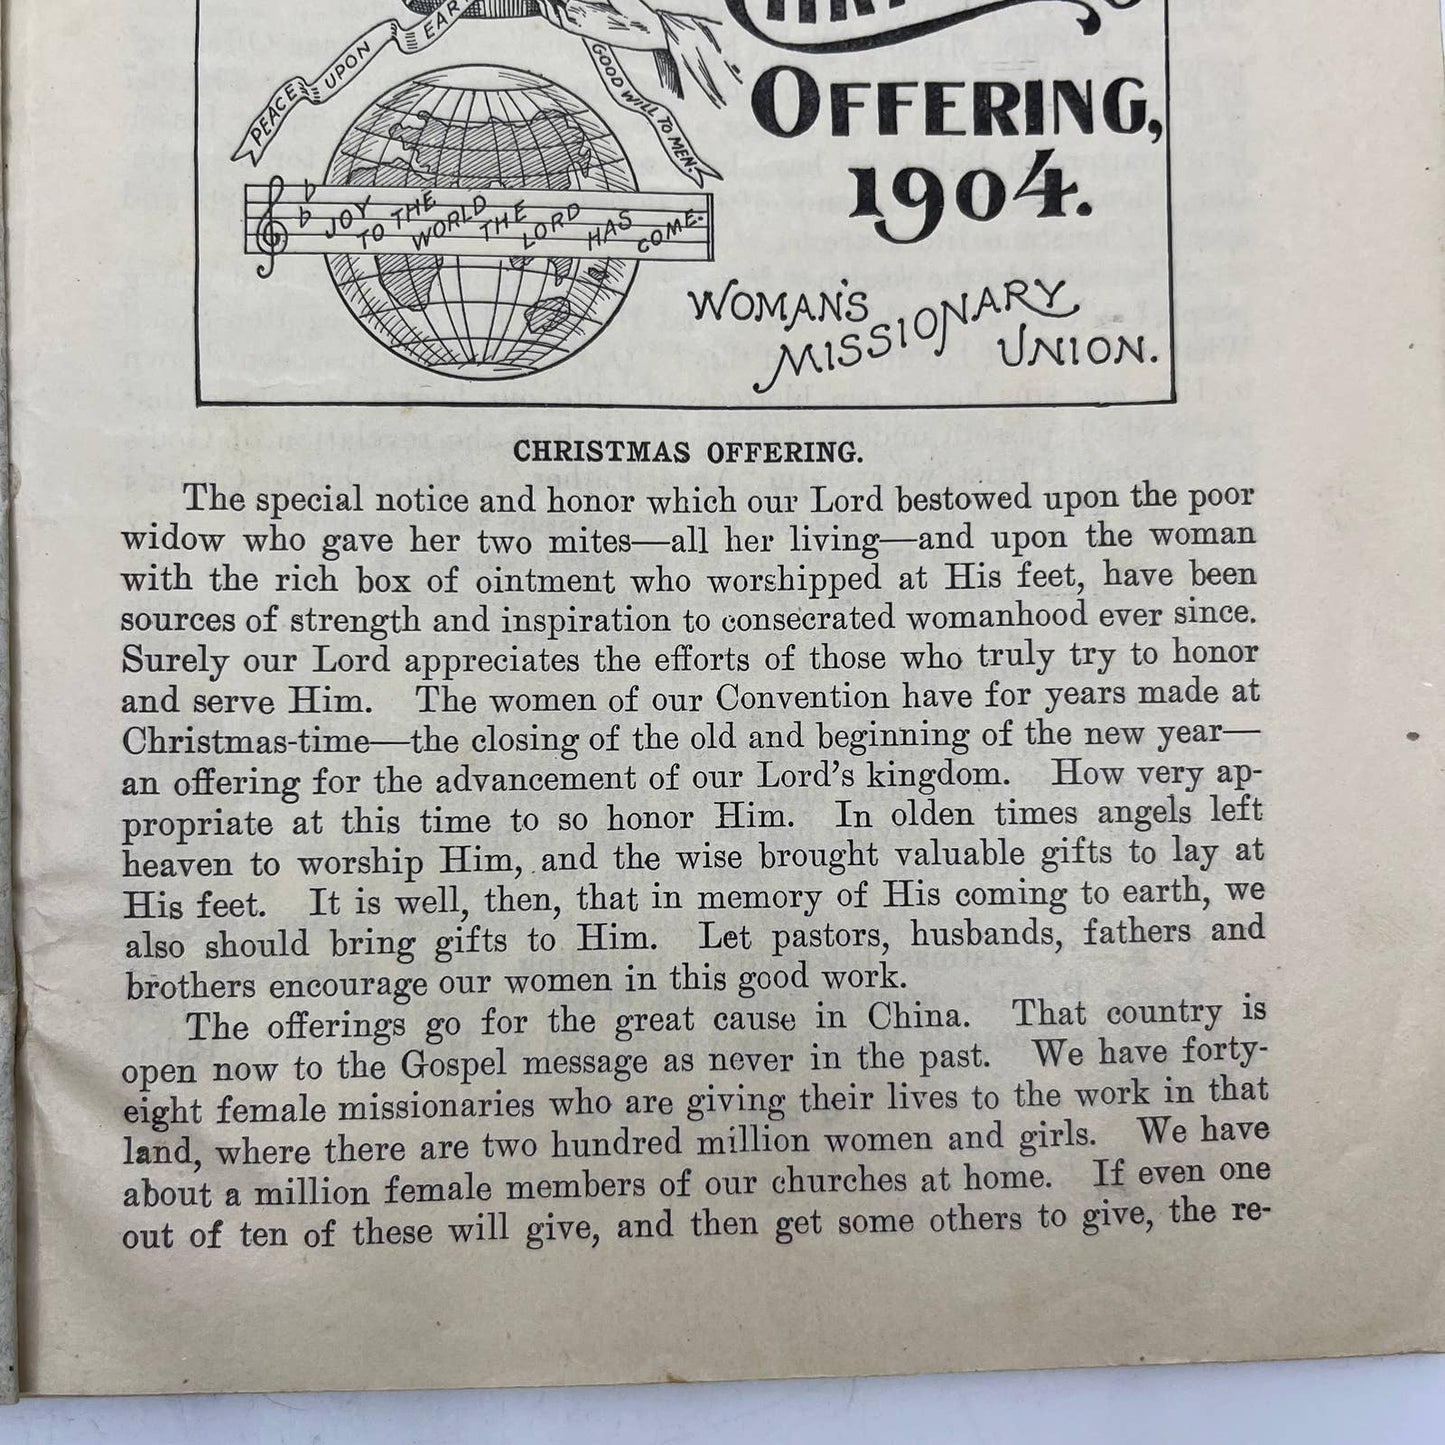 PEACE UPON EAR
GOOD WILL TO MEN.
JOY TO THE WORLD THE LORD HAS COME.
OFFERING,
1904.
WOMAN'S
MISSIONARY
UNION.
CHRISTMAS OFFERING.
The special notice and honor which our Lord bestowed upon the poor
widow who gave her two mites—all her living—and upon the woman
with the rich box of ointment who worshipped at His feet, have been
sources of strength and inspiration to consecrated womanhood ever since.
Surely our Lord appreciates the efforts of those who truly try to honor
and serve Him. The women of our Convention have for years made at
Christmas-time—the closing of the old and beginning of the new year—
an offering for the advancement of our Lord's kingdom. How very ap-
propriate at this time to so honor Him. In olden times angels left
heaven to worship Him, and the wise brought valuable gifts to lay at
His feet. It is well, then, that in memory of His coming to earth, we
also should bring gifts to Him. Let pastors, husbands, fathers and
brothers encourage our women in this good work.
The offerings go for the great cause in China. That country is
open now to the Gospel message as never in the past. We have forty-
eight female missionaries who are giving their lives to the work in that
land, where there are two hundred million women and girls. We have
about a million female members of our churches at home. If even one
out of ten of these will give, and then get some others to give, the re-